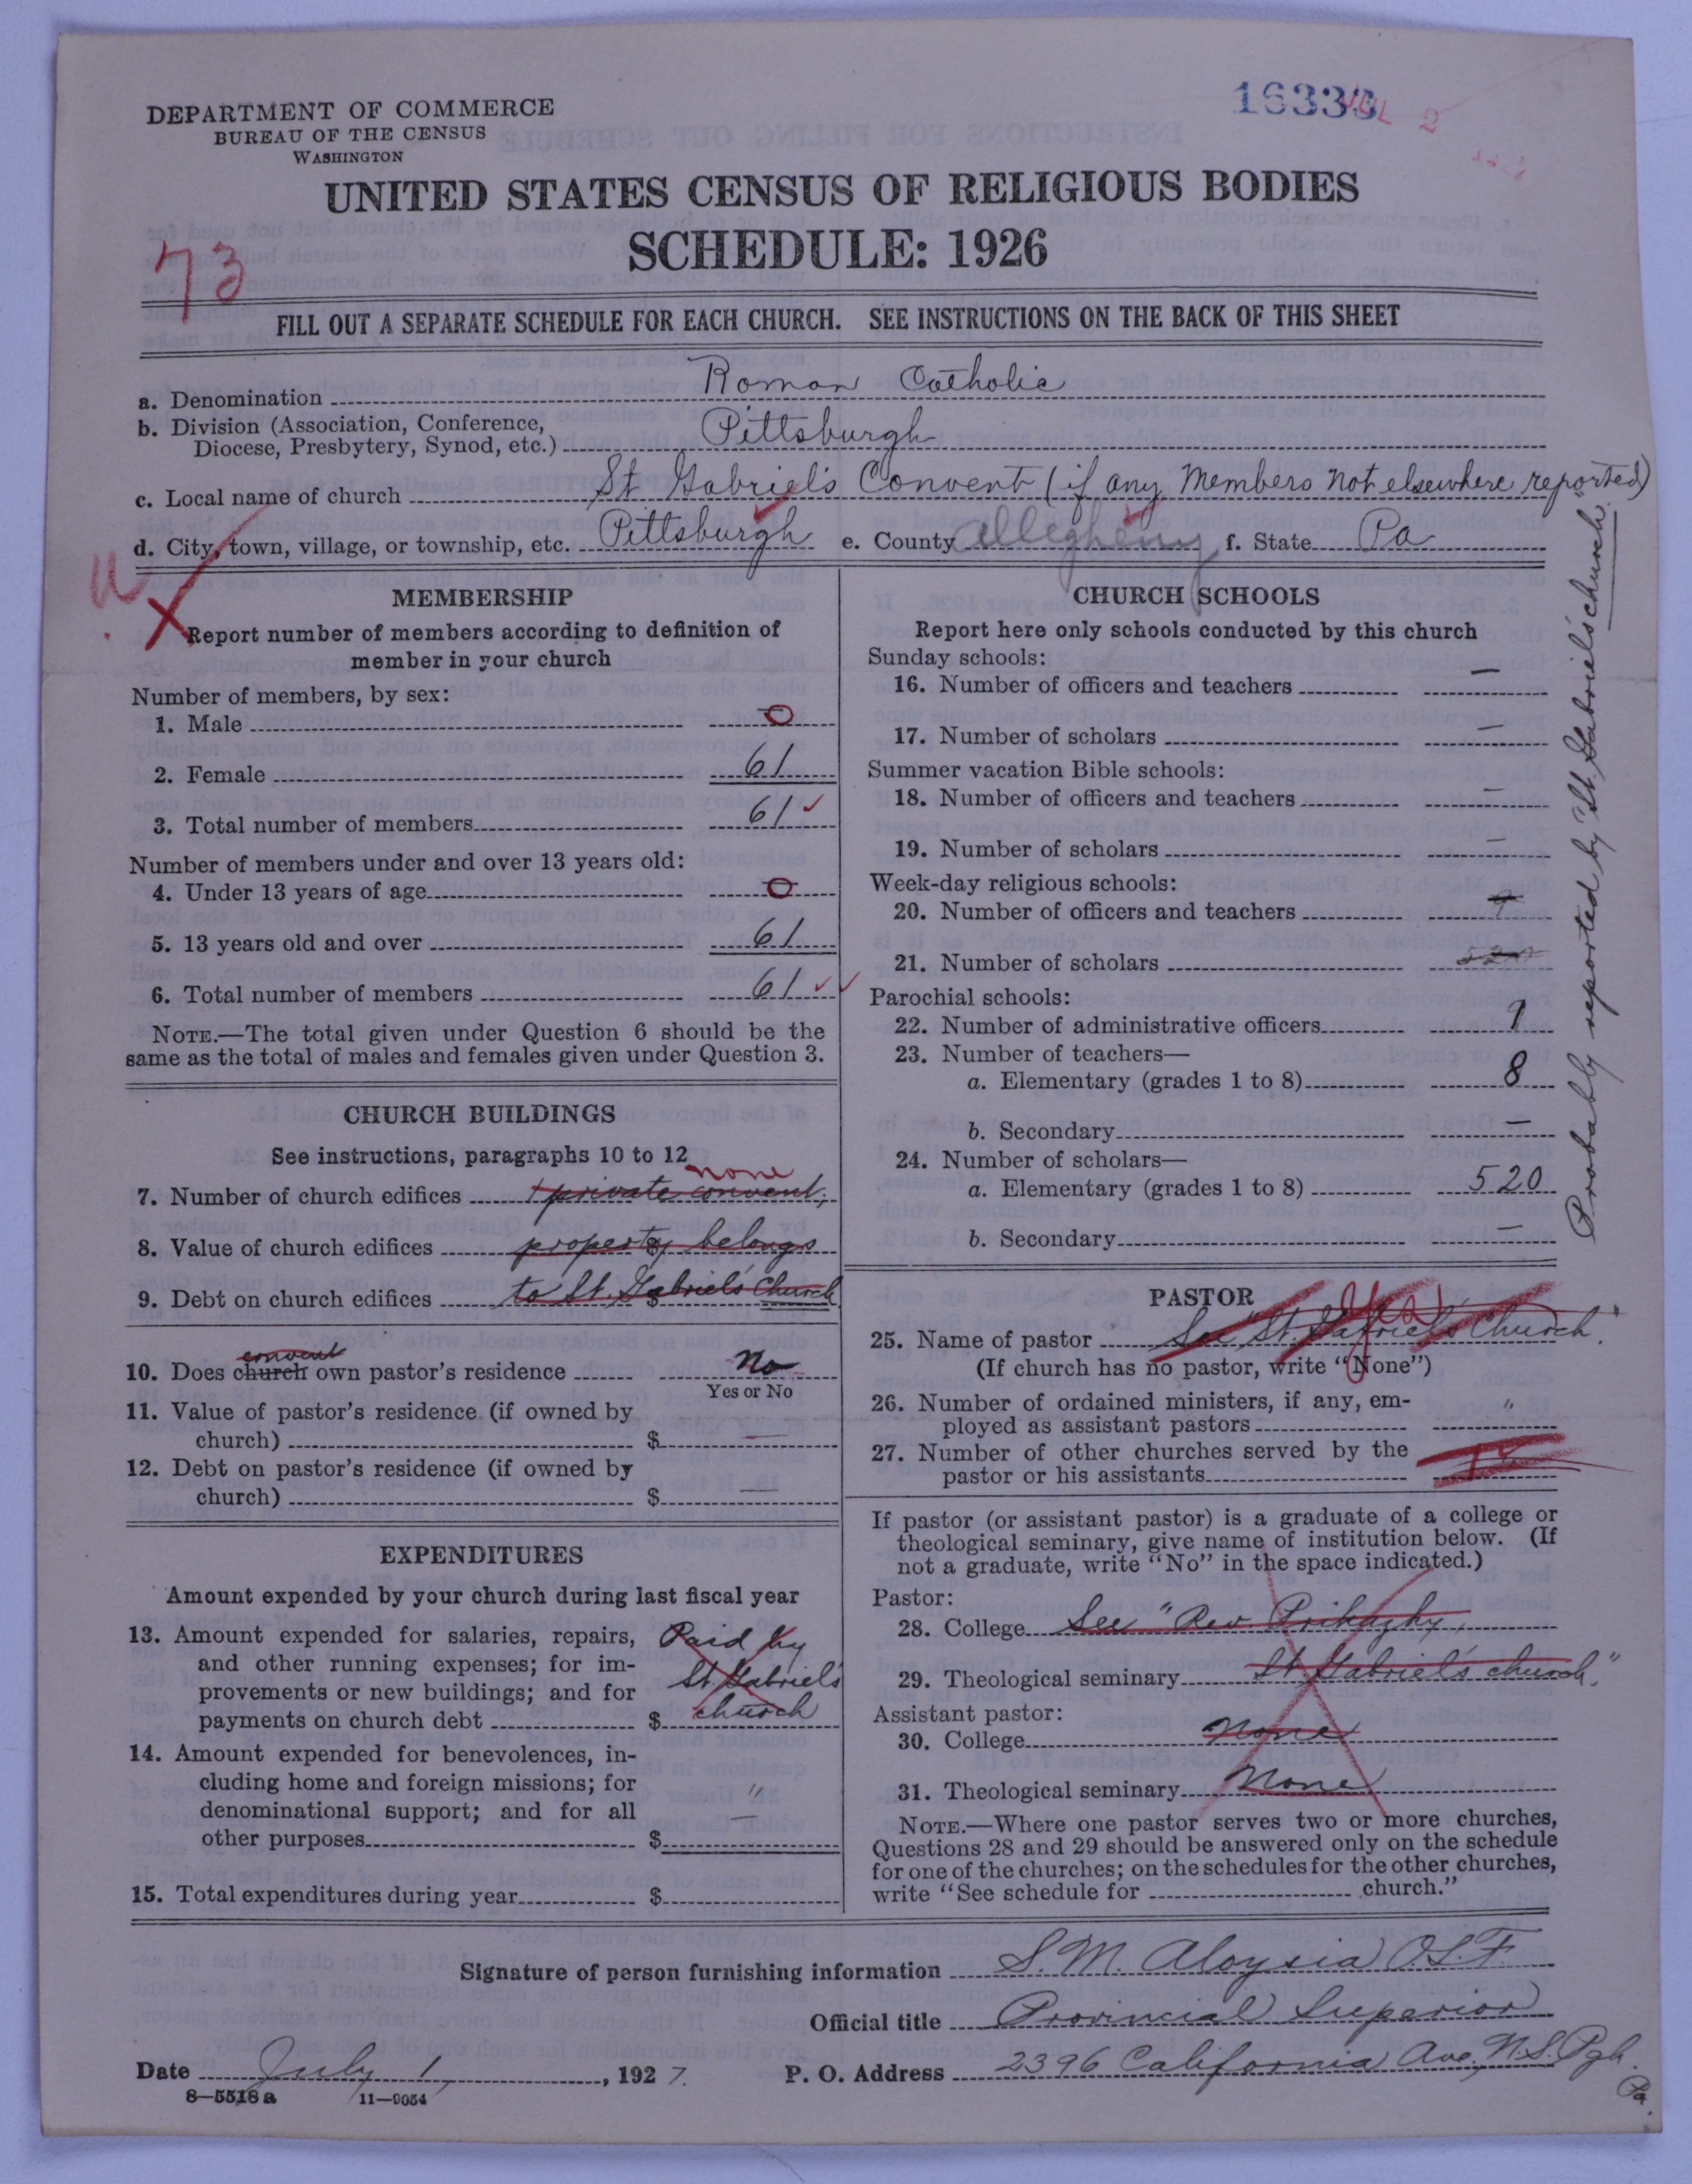 DEPARTMENT OF COMMERCE
BUREAU OF THE CENSUS
WASHINGTON
16333
JUL 2
UNITED STATES CENSUS OF RELIGIOUS BODIES
SCHEDULE: 1926
73
FILL OUT A SEPARATE SCHEDULE FOR EACH CHURCH. SEE INSTRUCTIONS ON THE BACK OF THIS SHEET
a. Denomination Roman Catholic
b. Division (Association, Conference,
Diocese, Presbytery, Synod, etc.) Pittsburgh
c. Local name of church St Gabriel's Convent (if any Members not elsewhere reported)
d. City, town, village, or township, etc. Pittsburgh e. County Allegheny f. State Pa
MEMBERSHIP
Report number of members according to definition of
member in your church
Number of members, by sex:
1. Male 0
2. Female 61
3. Total number of members 61
Number of members under and over 13 years old:
4. Under 13 years of age 0
5. 13 years old and over 61
6. Total number of members 61
NOTE.—The total given under Question 6 should be the
same as the total of males and females given under Question 3.
CHURCH BUILDINGS
See instructions, paragraphs 10 to 12
none
7. Number of church edifices 1 private convent;
8. Value of church edifices property $ belongs
9. Debt on church edifices to St. Gabriel's Church $
convent
10. Does church own pastor's residence No
Yes or No
11. Value of pastor's residence (if owned by
church) $ —
12. Debt on pastor's residence (if owned by
church) $ —
EXPENDITURES
Amount expended by your church during last fiscal year
13. Amount expended for salaries, repairs, Paid by
and other running expenses; for im-
provements or new buildings; and for St. Gabriel's
payments on church debt $ church
14. Amount expended for benevolences, in-
cluding home and foreign missions; for "
denominational support; and for all —
other purposes $
15. Total expenditures during year $
CHURCH SCHOOLS
Report here only schools conducted by this church
Sunday schools:
16. Number of officers and teachers —
17. Number of scholars —
Summer vacation Bible schools:
18. Number of officers and teachers —
19. Number of scholars —
Week-day religious schools:
20. Number of officers and teachers 9
21. Number of scholars 520
Parochial schools:
22. Number of administrative officers 1
23. Number of teachers—
a. Elementary (grades 1 to 8) 8
b. Secondary —
24. Number of scholars—
a. Elementary (grades 1 to 8) 520
b. Secondary —
PASTOR
25. Name of pastor See "St. Gabriel's Church."
(If church has no pastor, write "None")
26. Number of ordained ministers, if any, em-
ployed as assistant pastors "
27. Number of other churches served by the
pastor or his assistants
If pastor (or assistant pastor) is a graduate of a college or
theological seminary, give name of institution below. (If
not a graduate, write "No" in the space indicated.)
Pastor:
28. College See "Rev Prikazky,
29. Theological seminary St. Gabriel's church."
Assistant pastor:
30. College none
31. Theological seminary None
NOTE.—Where one pastor serves two or more churches,
Questions 28 and 29 should be answered only on the schedule
for one of the churches; on the schedules for the other churches,
write "See schedule for church."
Probably reported by "St. Gabriel's church."
Signature of person furnishing information S. M. Aloysia O.S.F.
Official title Provincial Superior
Date July 1, 1927. P. O. Address 2396 California Ave., N.S. Pgh.
Pa.
8—5518 a 11—9054